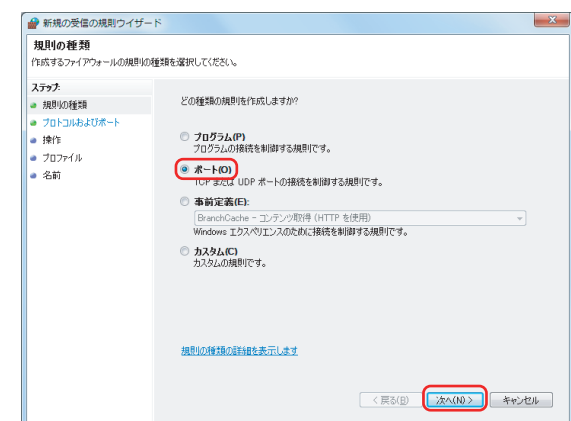 新規の受信の規則ウィザード
規則の種類
作成するファイアウォールの規則の種類を選択してください。
ステップ:
規則の種類
プロトコルおよびポート
操作
プロファイル
名前
どの種類の規則を作成しますか?
プログラム(P)
プログラムの接続を制御する規則です。
ポート(O)
TCP または UDP ポートの接続を制御する規則です。
事前定義(E):
BranchCache - コンテンツ取得 (HTTP を使用)
Windows エクスペリエンスのために接続を制御する規則です。
カスタム(C)
カスタムの規則です。
規則の種類の詳細を表示します
< 戻る(B) 次へ(N) > キャンセル